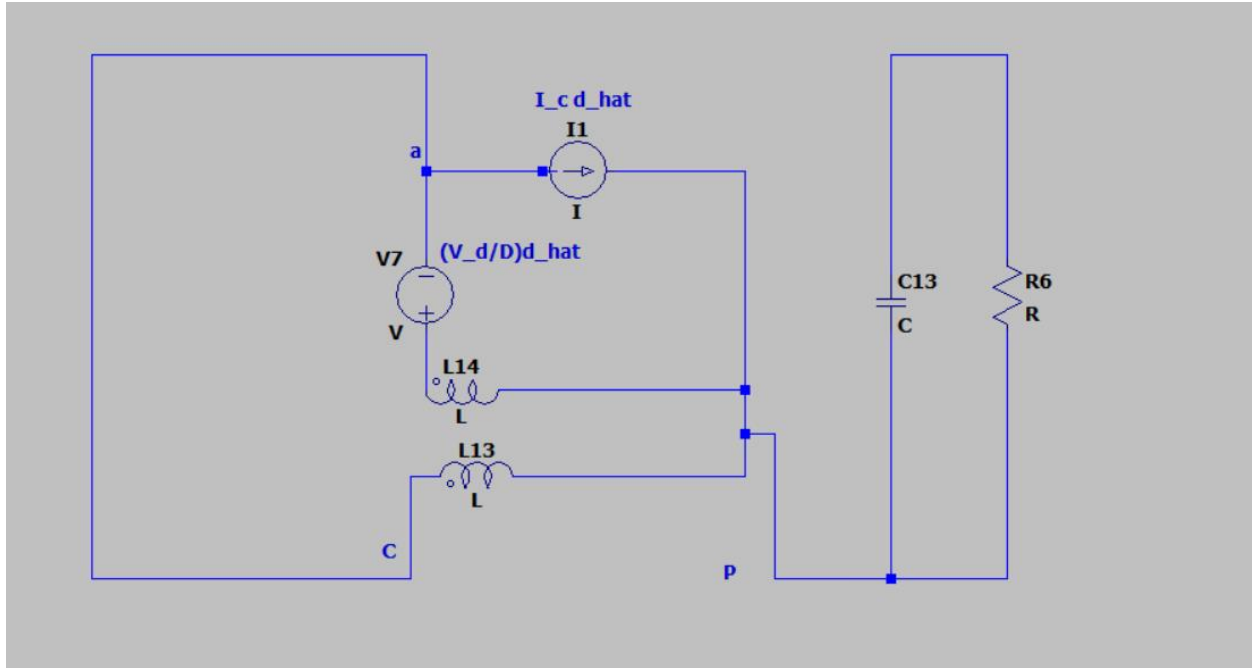 I_c d_hat
I1
a
I
V7
(V_d/D)d_hat
−
+
V
C13
C
R6
R
L14
L
L13
L
C
p